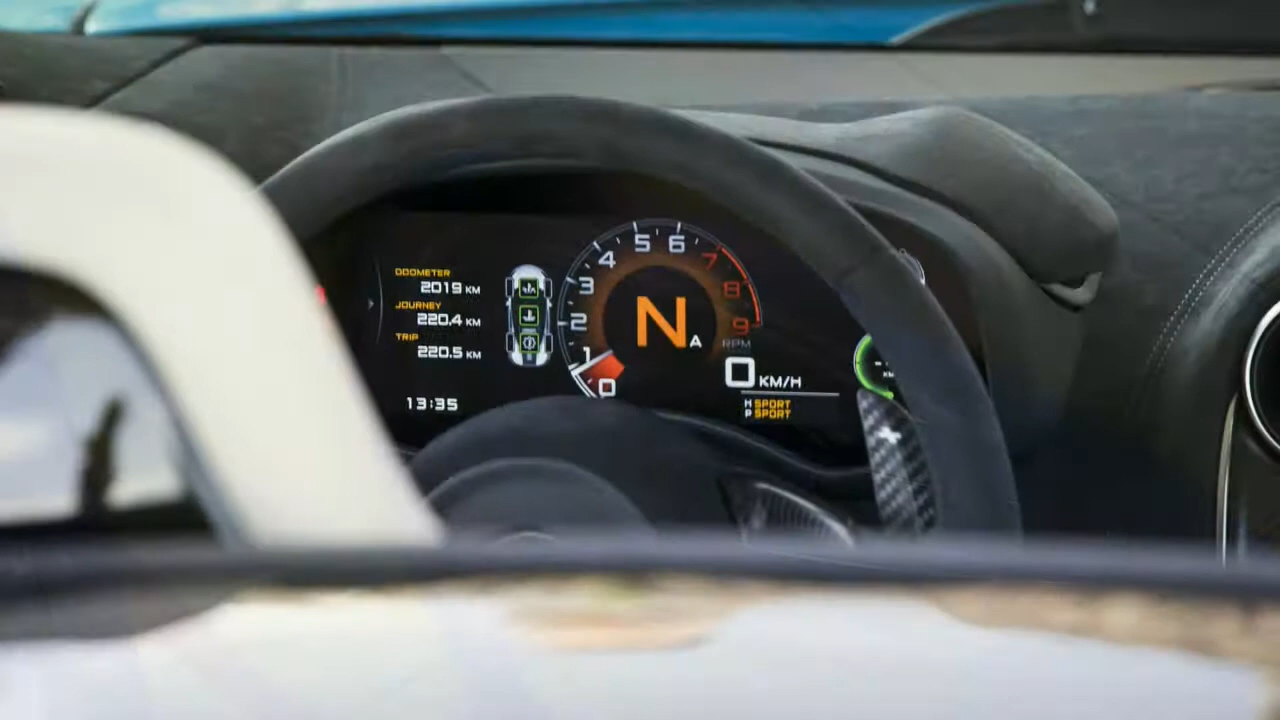 ODOMETER
2019 KM
JOURNEY
220.4 KM
TRIP
220.5 KM
13:35
0
1
2
3
4
5
6
7
8
9
RPM
N A
0 KM/H
H SPORT
P SPORT
KM
+